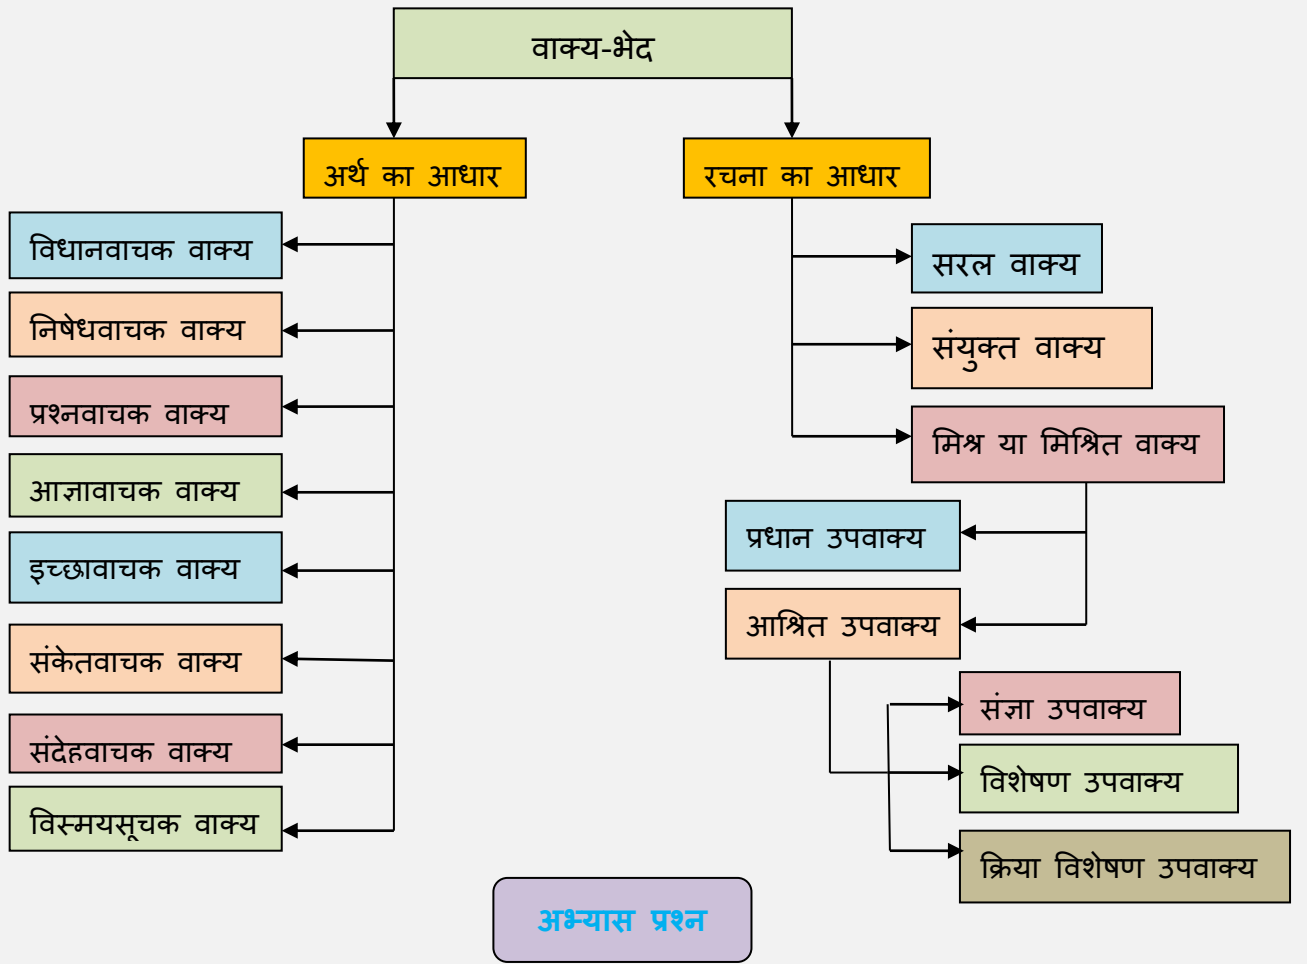 वाक्य-भेद
अर्थ का आधार
रचना का आधार
विधानवाचक वाक्य
निषेधवाचक वाक्य
प्रश्नवाचक वाक्य
आज्ञावाचक वाक्य
इच्छावाचक वाक्य
संकेतवाचक वाक्य
संदेहवाचक वाक्य
विस्मयसूचक वाक्य
सरल वाक्य
संयुक्त वाक्य
मिश्र या मिश्रित वाक्य
प्रधान उपवाक्य
आश्रित उपवाक्य
संज्ञा उपवाक्य
विशेषण उपवाक्य
क्रिया विशेषण उपवाक्य
अभ्यास प्रश्न